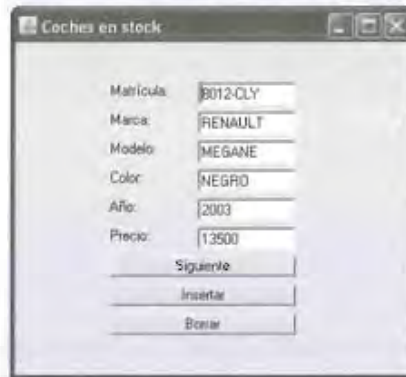 Coches en stock
Matrícula: 8012-CLY
Marca: RENAULT
Modelo: MEGANE
Color: NEGRO
Año: 2003
Precio: 13500
Siguiente
Insertar
Borrar